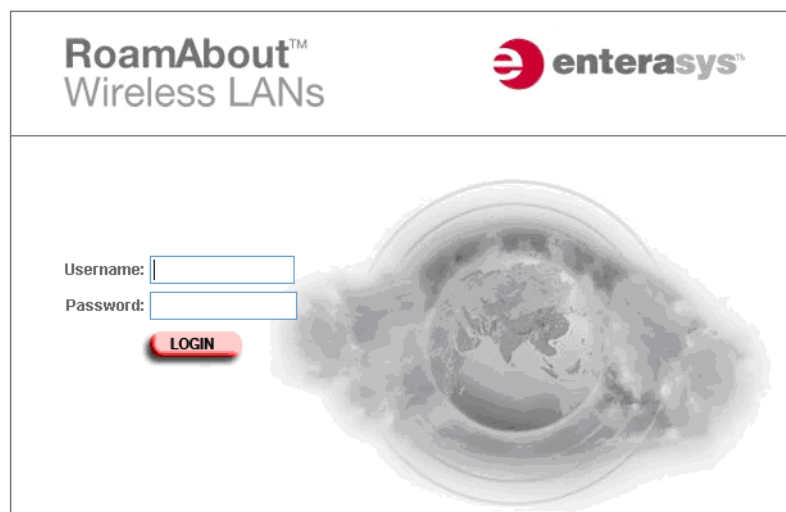 RoamAbout™
Wireless LANs
enterasys™
Username:
Password:
LOGIN